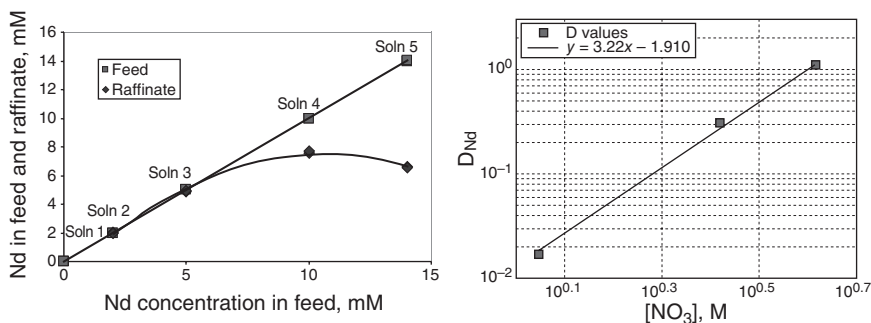 16
14
12
10
8
6
4
2
0
Nd in feed and raffinate, mM
Feed
Raffinate
Soln 1
Soln 2
Soln 3
Soln 4
Soln 5
0
5
10
15
Nd concentration in feed, mM
D values
y = 3.22x – 1.910
10^0
10^−1
10^−2
D_Nd
10^0.1
10^0.3
10^0.5
10^0.7
[NO3], M